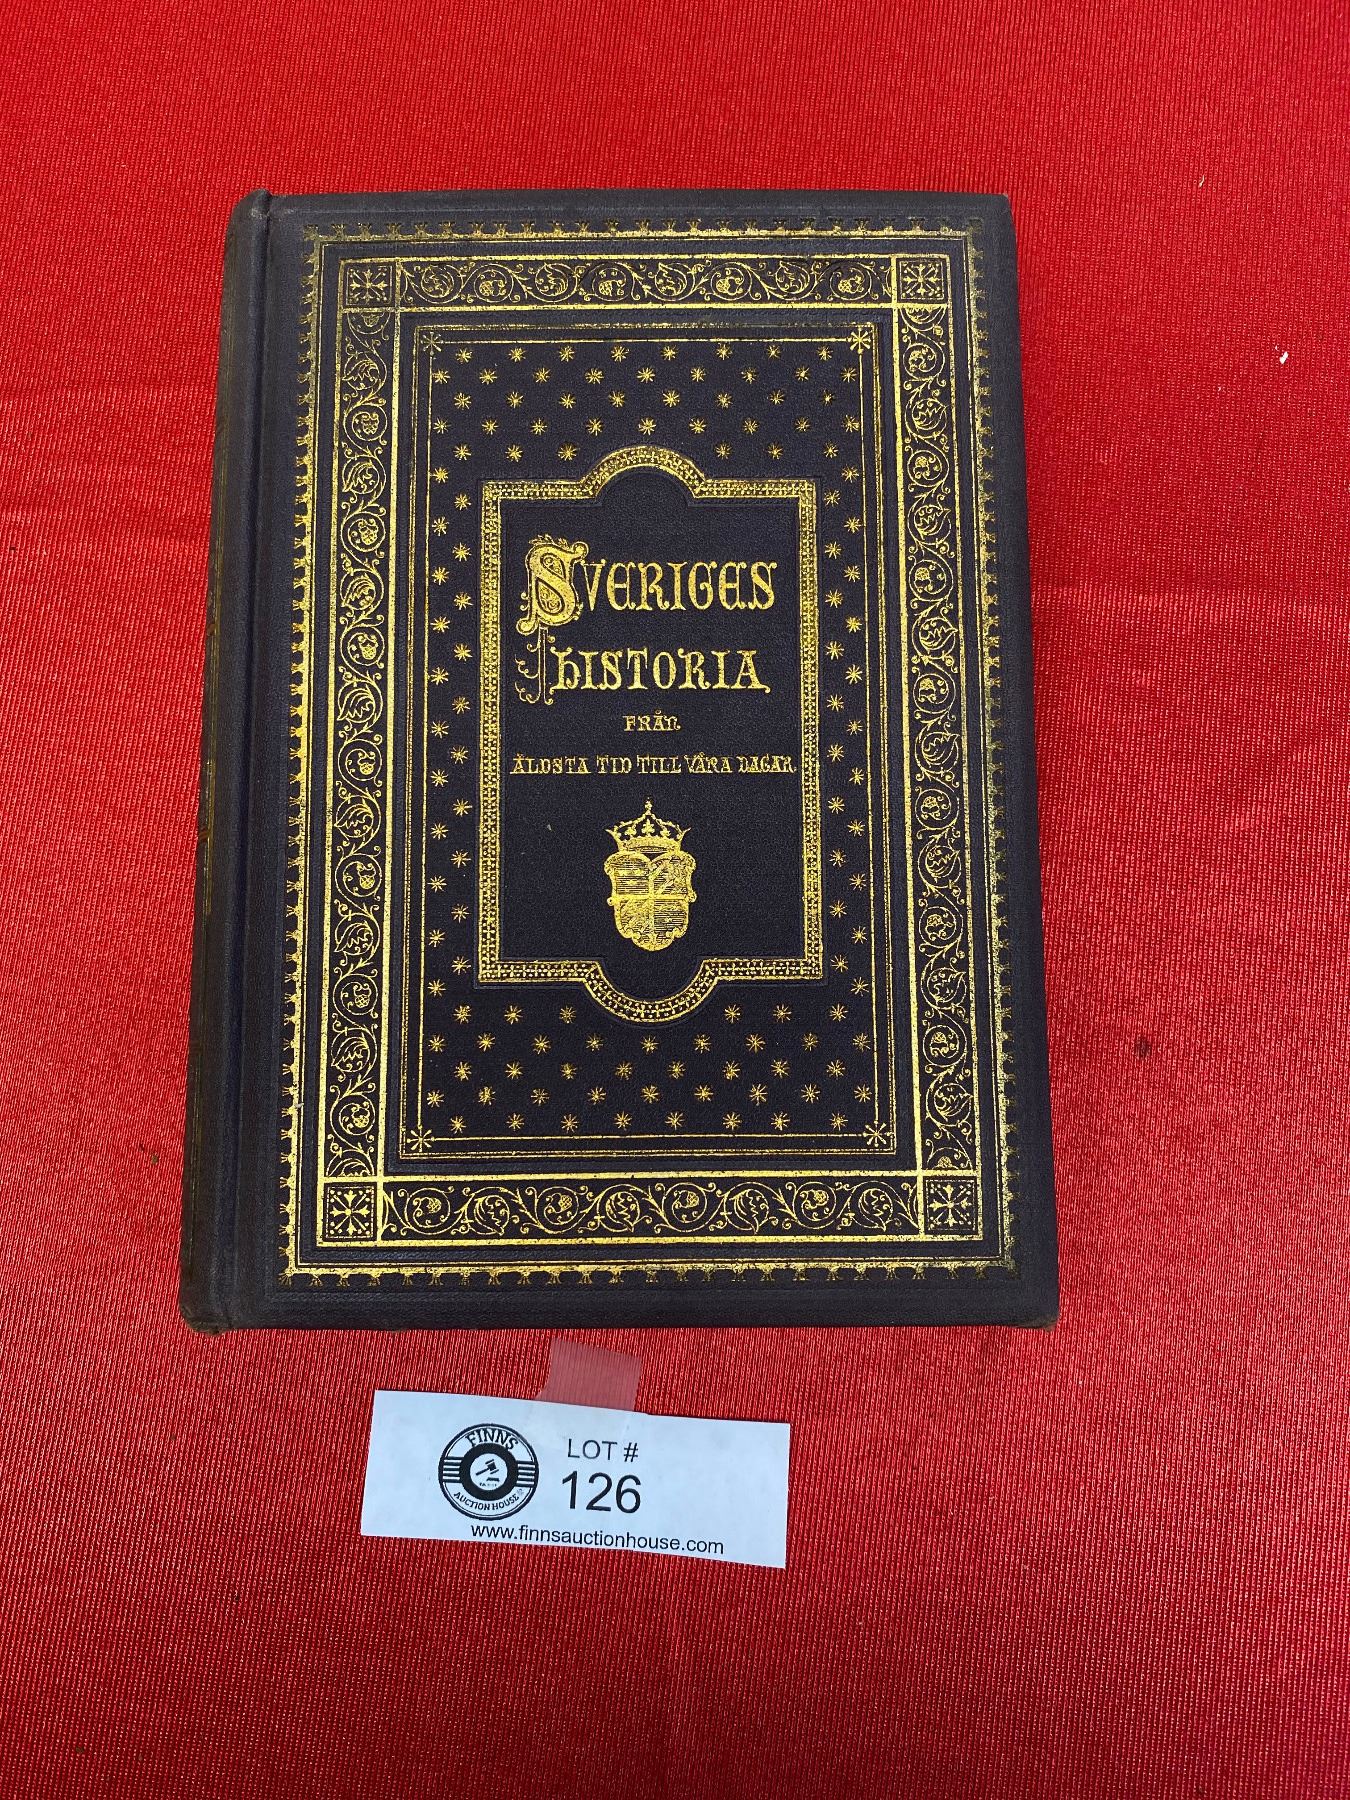 SVERIGES
HISTORIA
FRÅN
ÄLDSTA TID TILL VÅRA DAGAR
FINNS
AUCTION HOUSE
LOT #
126
www.finnsauctionhouse.com